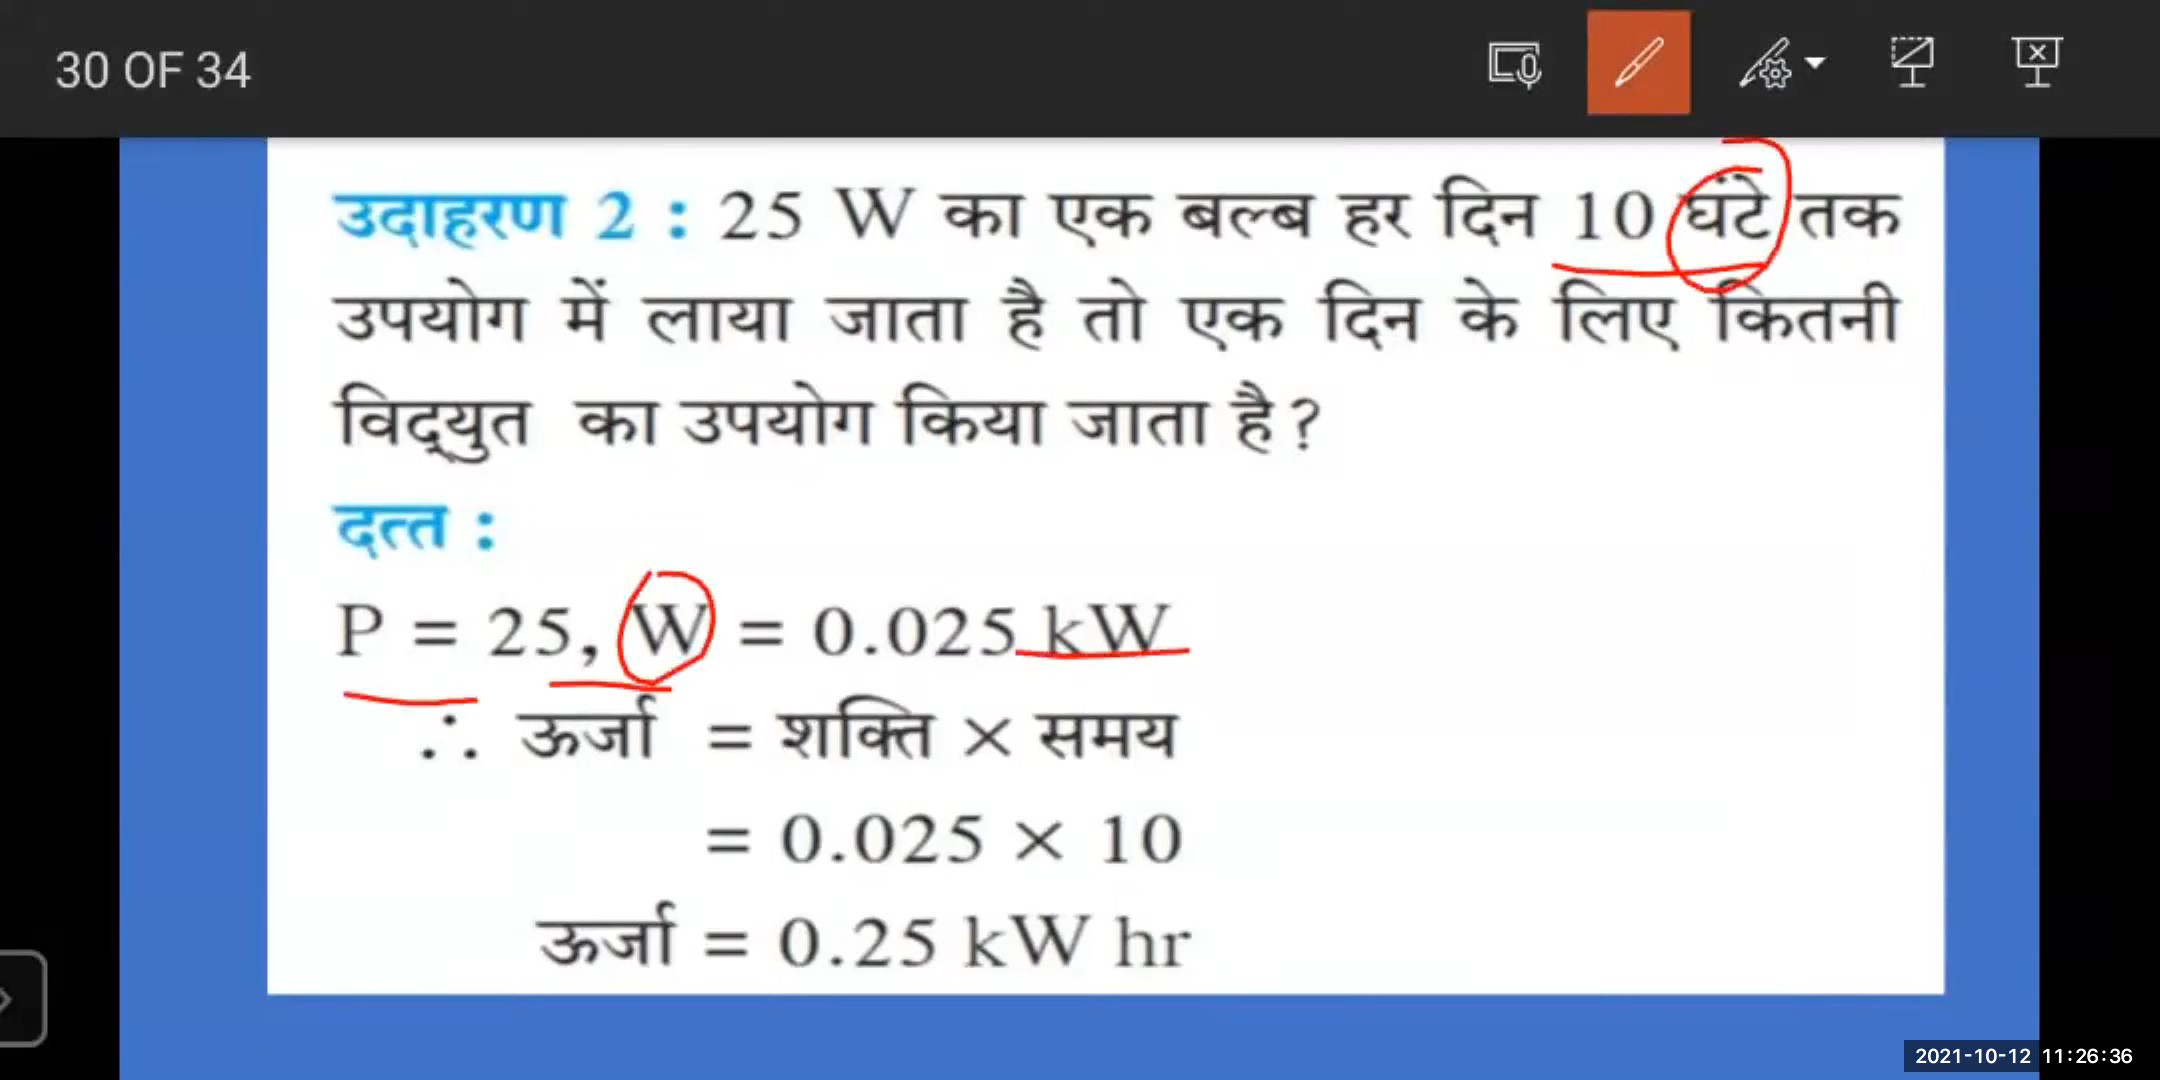 30 OF 34
उदाहरण 2 : 25 W का एक बल्ब हर दिन 10 घंटे तक
उपयोग में लाया जाता है तो एक दिन के लिए कितनी
विद्‌युत का उपयोग किया जाता है?
दत्त :
P = 25, W = 0.025 kW
∴ ऊर्जा = शक्ति × समय
= 0.025 × 10
ऊर्जा = 0.25 kW hr
2021-10-12 11:26:36